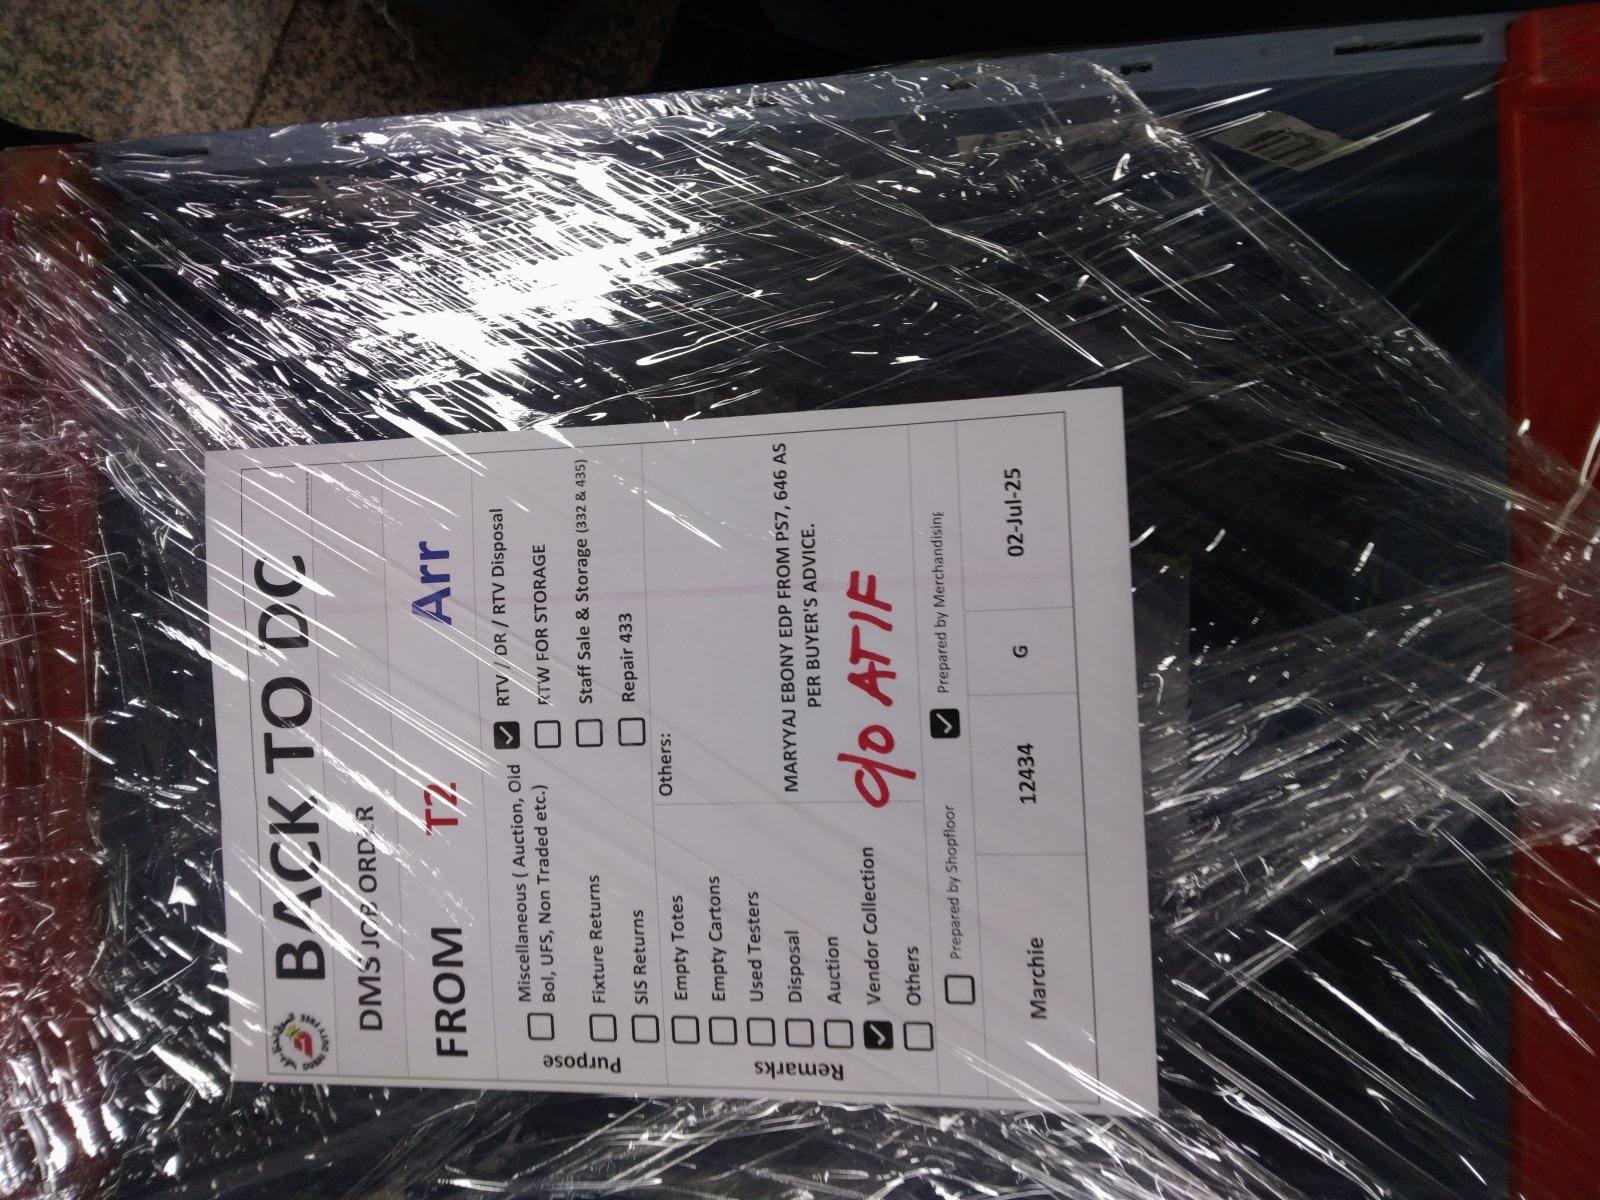 BACK TO DC
DMS JOB ORDER
FROM T2 Arr
Purpose
Miscellaneous ( Auction, Old
Bol, UFS, Non Traded etc.)
Fixture Returns
SIS Returns
RTV / DR / RTV Disposal
RTW FOR STORAGE
Staff Sale & Storage (332 & 435)
Repair 433
Remarks
Empty Totes
Empty Cartons
Used Testers
Disposal
Auction
Vendor Collection
Others
Others:
MARYYAJ EBONY EDP FROM PS7, 646 AS
PER BUYER'S ADVICE.
C/O ATIF
Prepared by Shopfloor
Prepared by Merchandising
Marchie 12434 G 02-Jul-25